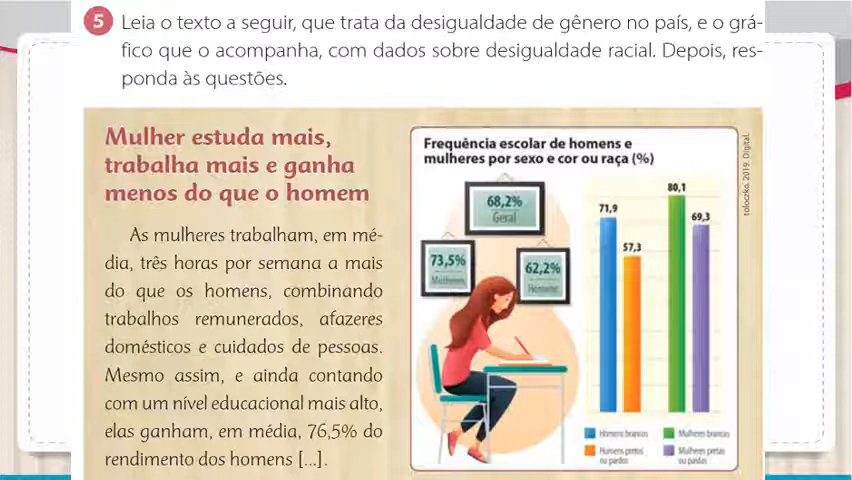 5 Leia o texto a seguir, que trata da desigualdade de gênero no país, e o grá-
fico que o acompanha, com dados sobre desigualdade racial. Depois, res-
ponda às questões.
Mulher estuda mais,
trabalha mais e ganha
menos do que o homem
As mulheres trabalham, em mé-
dia, três horas por semana a mais
do que os homens, combinando
trabalhos remunerados, afazeres
domésticos e cuidados de pessoas.
Mesmo assim, e ainda contando
com um nível educacional mais alto,
elas ganham, em média, 76,5% do
rendimento dos homens [...].
Frequência escolar de homens e
mulheres por sexo e cor ou raça (%)
68,2%
Geral
73,5%
Mulheres
62,2%
Homens
71,9
57,3
80,1
69,3
Homens brancos
Homens pretos
ou pardos
Mulheres brancas
Mulheres pretas
ou pardas
toloczko. 2019. Digital.